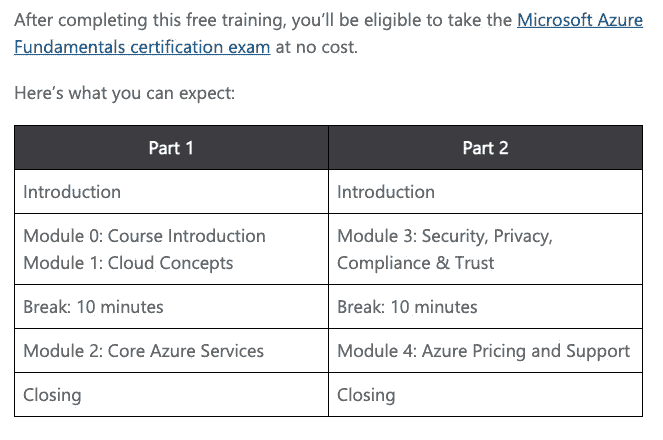 After completing this free training, you’ll be eligible to take the Microsoft Azure
Fundamentals certification exam at no cost.
Here’s what you can expect:
Part 1
Part 2
Introduction
Introduction
Module 0: Course Introduction
Module 1: Cloud Concepts
Module 3: Security, Privacy,
Compliance & Trust
Break: 10 minutes
Break: 10 minutes
Module 2: Core Azure Services
Module 4: Azure Pricing and Support
Closing
Closing